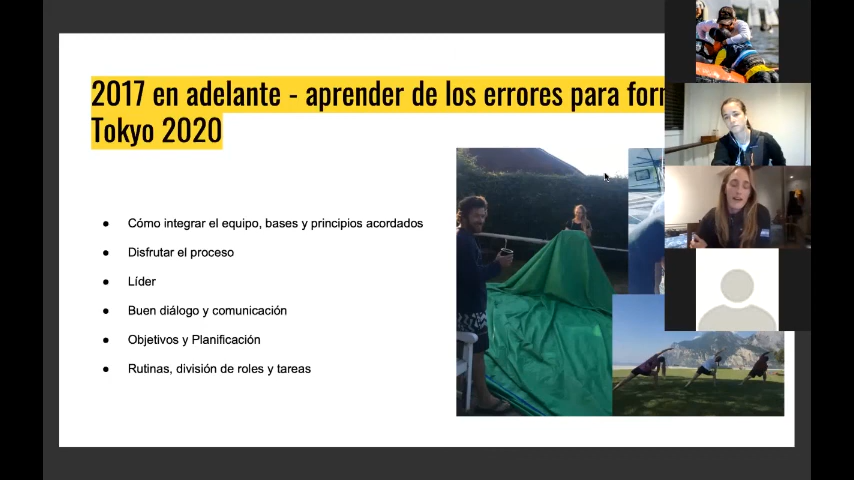 2017 en adelante - aprender de los errores para
Tokyo 2020
● Cómo integrar el equipo, bases y principios acordados
● Disfrutar el proceso
● Líder
● Buen diálogo y comunicación
● Objetivos y Planificación
● Rutinas, división de roles y tareas